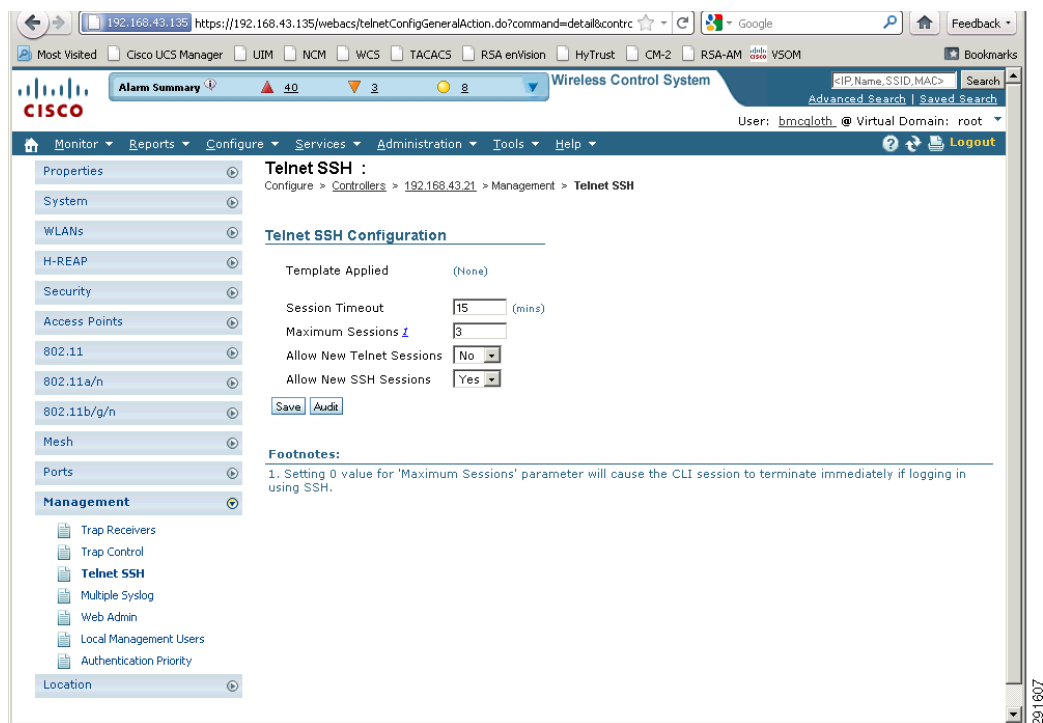 192.168.43.135 https://192.168.43.135/webacs/telnetConfigGeneralAction.do?command=detail&contrc
Google
Feedback
Most Visited Cisco UCS Manager UIM NCM WCS TACACS RSA enVision HyTrust CM-2 RSA-AM VSOM Bookmarks
CISCO
Alarm Summary 40 3 8
Wireless Control System
<IP,Name,SSID,MAC> Search
Advanced Search | Saved Search
User: bmcgloth @ Virtual Domain: root
Monitor Reports Configure Services Administration Tools Help Logout
Properties
System
WLANs
H-REAP
Security
Access Points
802.11
802.11a/n
802.11b/g/n
Mesh
Ports
Management
Trap Receivers
Trap Control
Telnet SSH
Multiple Syslog
Web Admin
Local Management Users
Authentication Priority
Location
Telnet SSH :
Configure > Controllers > 192.168.43.21 > Management > Telnet SSH
Telnet SSH Configuration
Template Applied (None)
Session Timeout 15 (mins)
Maximum Sessions 1 3
Allow New Telnet Sessions No
Allow New SSH Sessions Yes
Save Audit
Footnotes:
1. Setting 0 value for 'Maximum Sessions' parameter will cause the CLI session to terminate immediately if logging in
using SSH.
291607